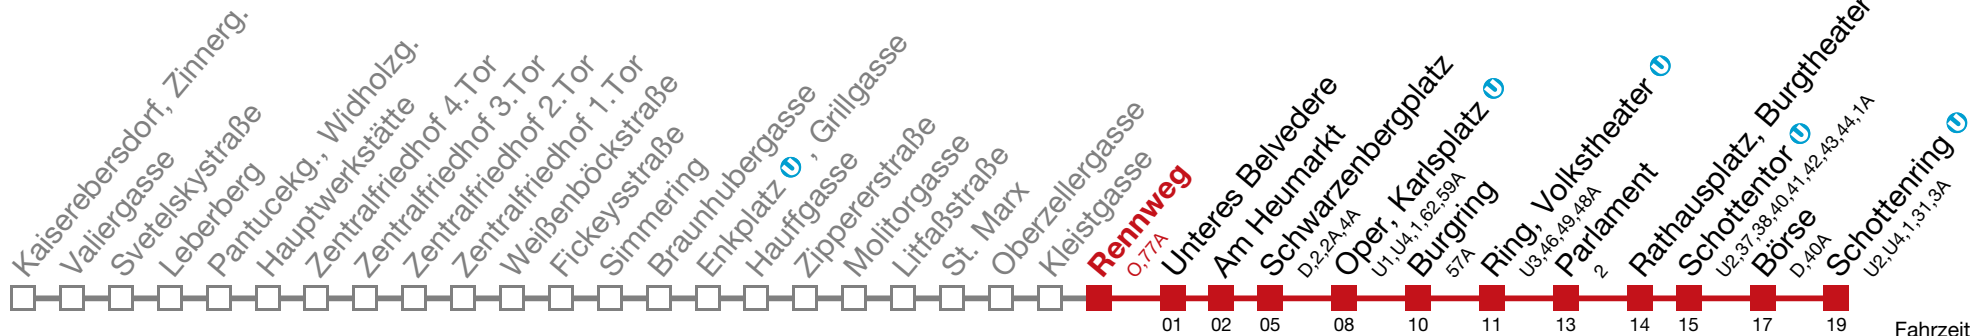 Kaiserebersdorf, Zinnerg.
Valiergasse
Svetelskystraße
Leberberg
Pantucekg., Widholzg.
Hauptwerkstätte
Zentralfriedhof 4.Tor
Zentralfriedhof 3.Tor
Zentralfriedhof 2.Tor
Zentralfriedhof 1.Tor
Weißenböckstraße
Fickeysstraße
Simmering
Braunhubergasse
Enkplatz U , Grillgasse
Hauffgasse
Zippererstraße
Molitorgasse
Litfaßstraße
St. Marx
Oberzellergasse
Kleistgasse
Rennweg
O,77A
Unteres Belvedere
Am Heumarkt
Schwarzenbergplatz
D,2,2A,4A
Oper, Karlsplatz U
U1,U4,1,62,59A
Burgring
57A
Ring, Volkstheater U
U3,46,49,48A
Parlament
2
Rathausplatz, Burgtheater
Schottentor U
U2,37,38,40,41,42,43,44,1A
Börse
D,40A
Schottenring U
U2,U4,1,31,3A
01 02 05 08 10 11 13 14 15 17 19
Fahrzeit